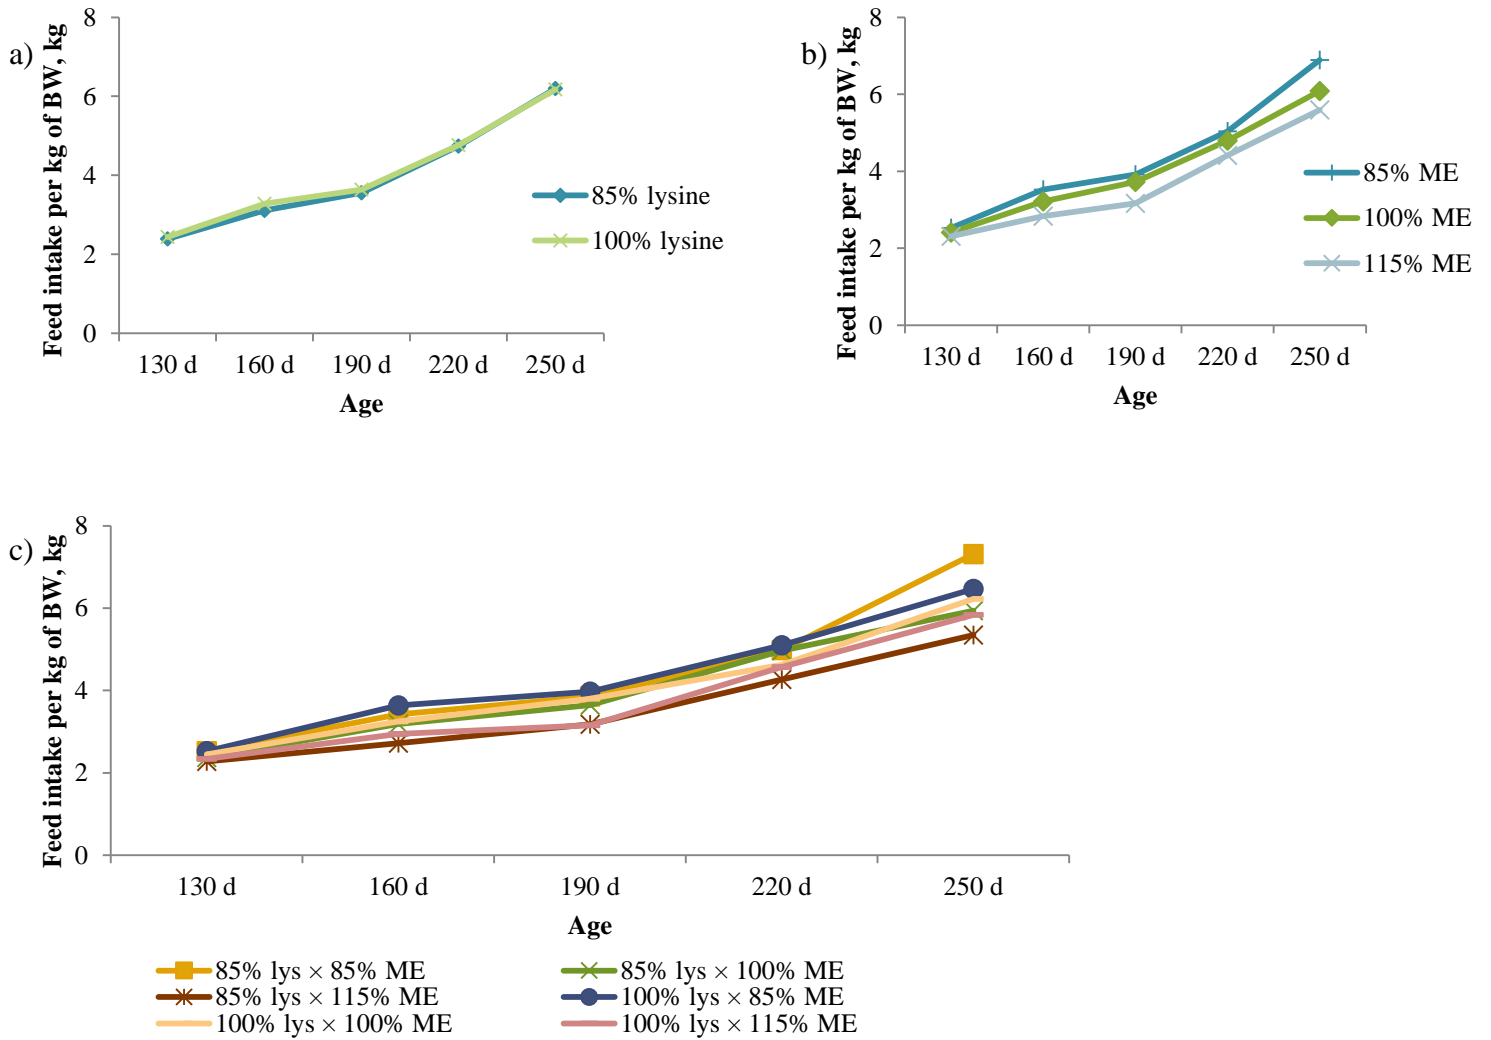 a)
Feed intake per kg of BW, kg
8
6
4
2
0
130 d 160 d 190 d 220 d 250 d
Age
85% lysine
100% lysine
b)
Feed intake per kg of BW, kg
8
6
4
2
0
130 d 160 d 190 d 220 d 250 d
Age
85% ME
100% ME
115% ME
c)
Feed intake per kg of BW, kg
8
6
4
2
0
130 d 160 d 190 d 220 d 250 d
Age
85% lys × 85% ME 85% lys × 100% ME
85% lys × 115% ME 100% lys × 85% ME
100% lys × 100% ME 100% lys × 115% ME